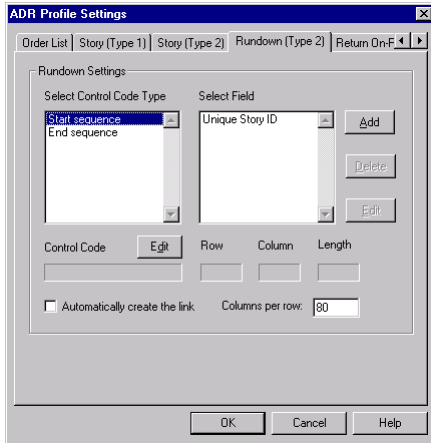 ADR Profile Settings
Order List Story (Type 1) Story (Type 2) Rundown (Type 2) Return On-F
Rundown Settings
Select Control Code Type Select Field
Start sequence Unique Story ID Add
End sequence
Delete
Edit
Control Code Edit Row Column Length
Automatically create the link Columns per row: 80
OK Cancel Help